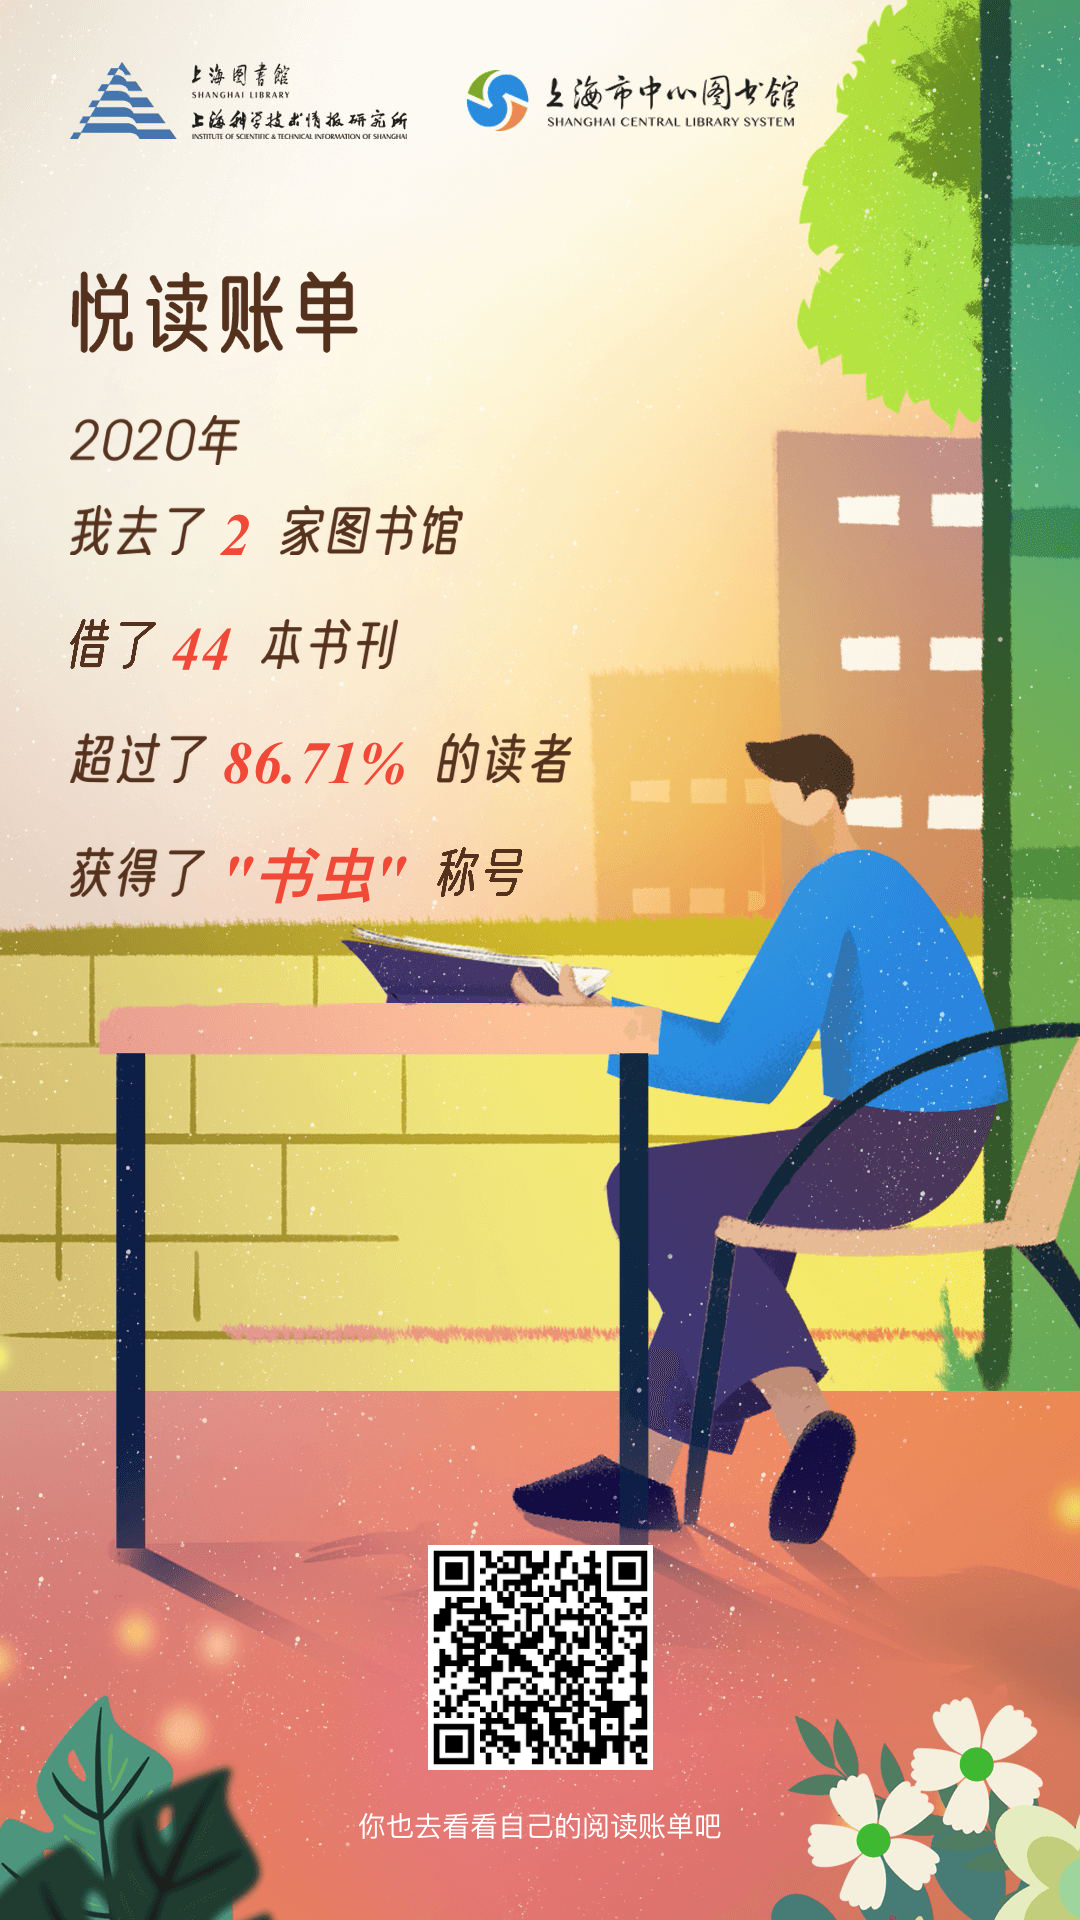 上海图書館
SHANGHAI LIBRARY
上海科学技术情报研究所
INSTITUTE OF SCIENTIFIC & TECHNICAL INFORMATION OF SHANGHAI
上海市中心图书馆
SHANGHAI CENTRAL LIBRARY SYSTEM
悦读账单
2020年
我去了 2 家图书馆
借了 44 本书刊
超过了 86.71% 的读者
获得了 "书虫" 称号
你也去看看自己的阅读账单吧